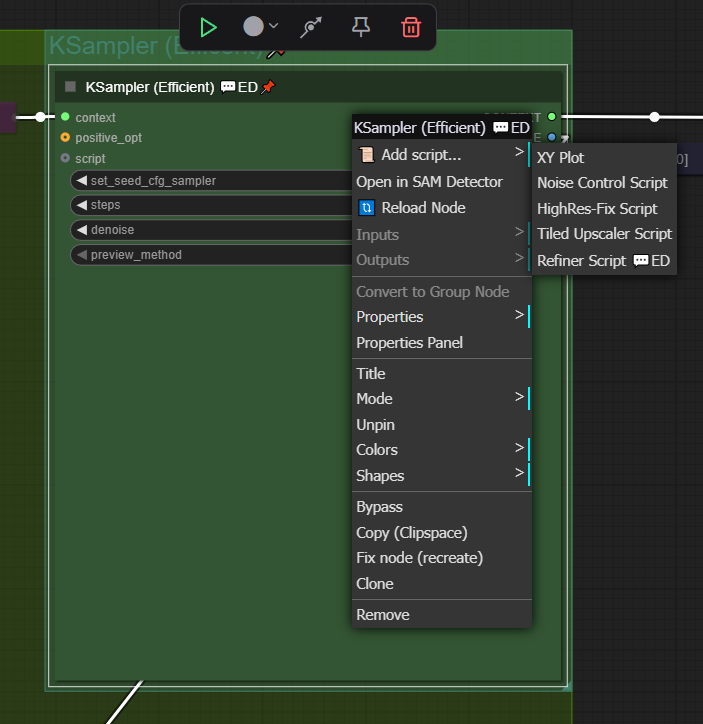 KSampler (Efficient)
KSampler (Efficient) 💬ED📌
context
positive_opt
script
set_seed_cfg_sampler
steps
denoise
preview_method
KSampler (Efficient) 💬ED
📜 Add script... >
Open in SAM Detector
🔃 Reload Node
Inputs >
Outputs >
Convert to Group Node
Properties >
Properties Panel
Title
Mode >
Unpin
Colors >
Shapes >
Bypass
Copy (Clipspace)
Fix node (recreate)
Clone
Remove
XY Plot
Noise Control Script
HighRes-Fix Script
Tiled Upscaler Script
Refiner Script 💬ED
0]